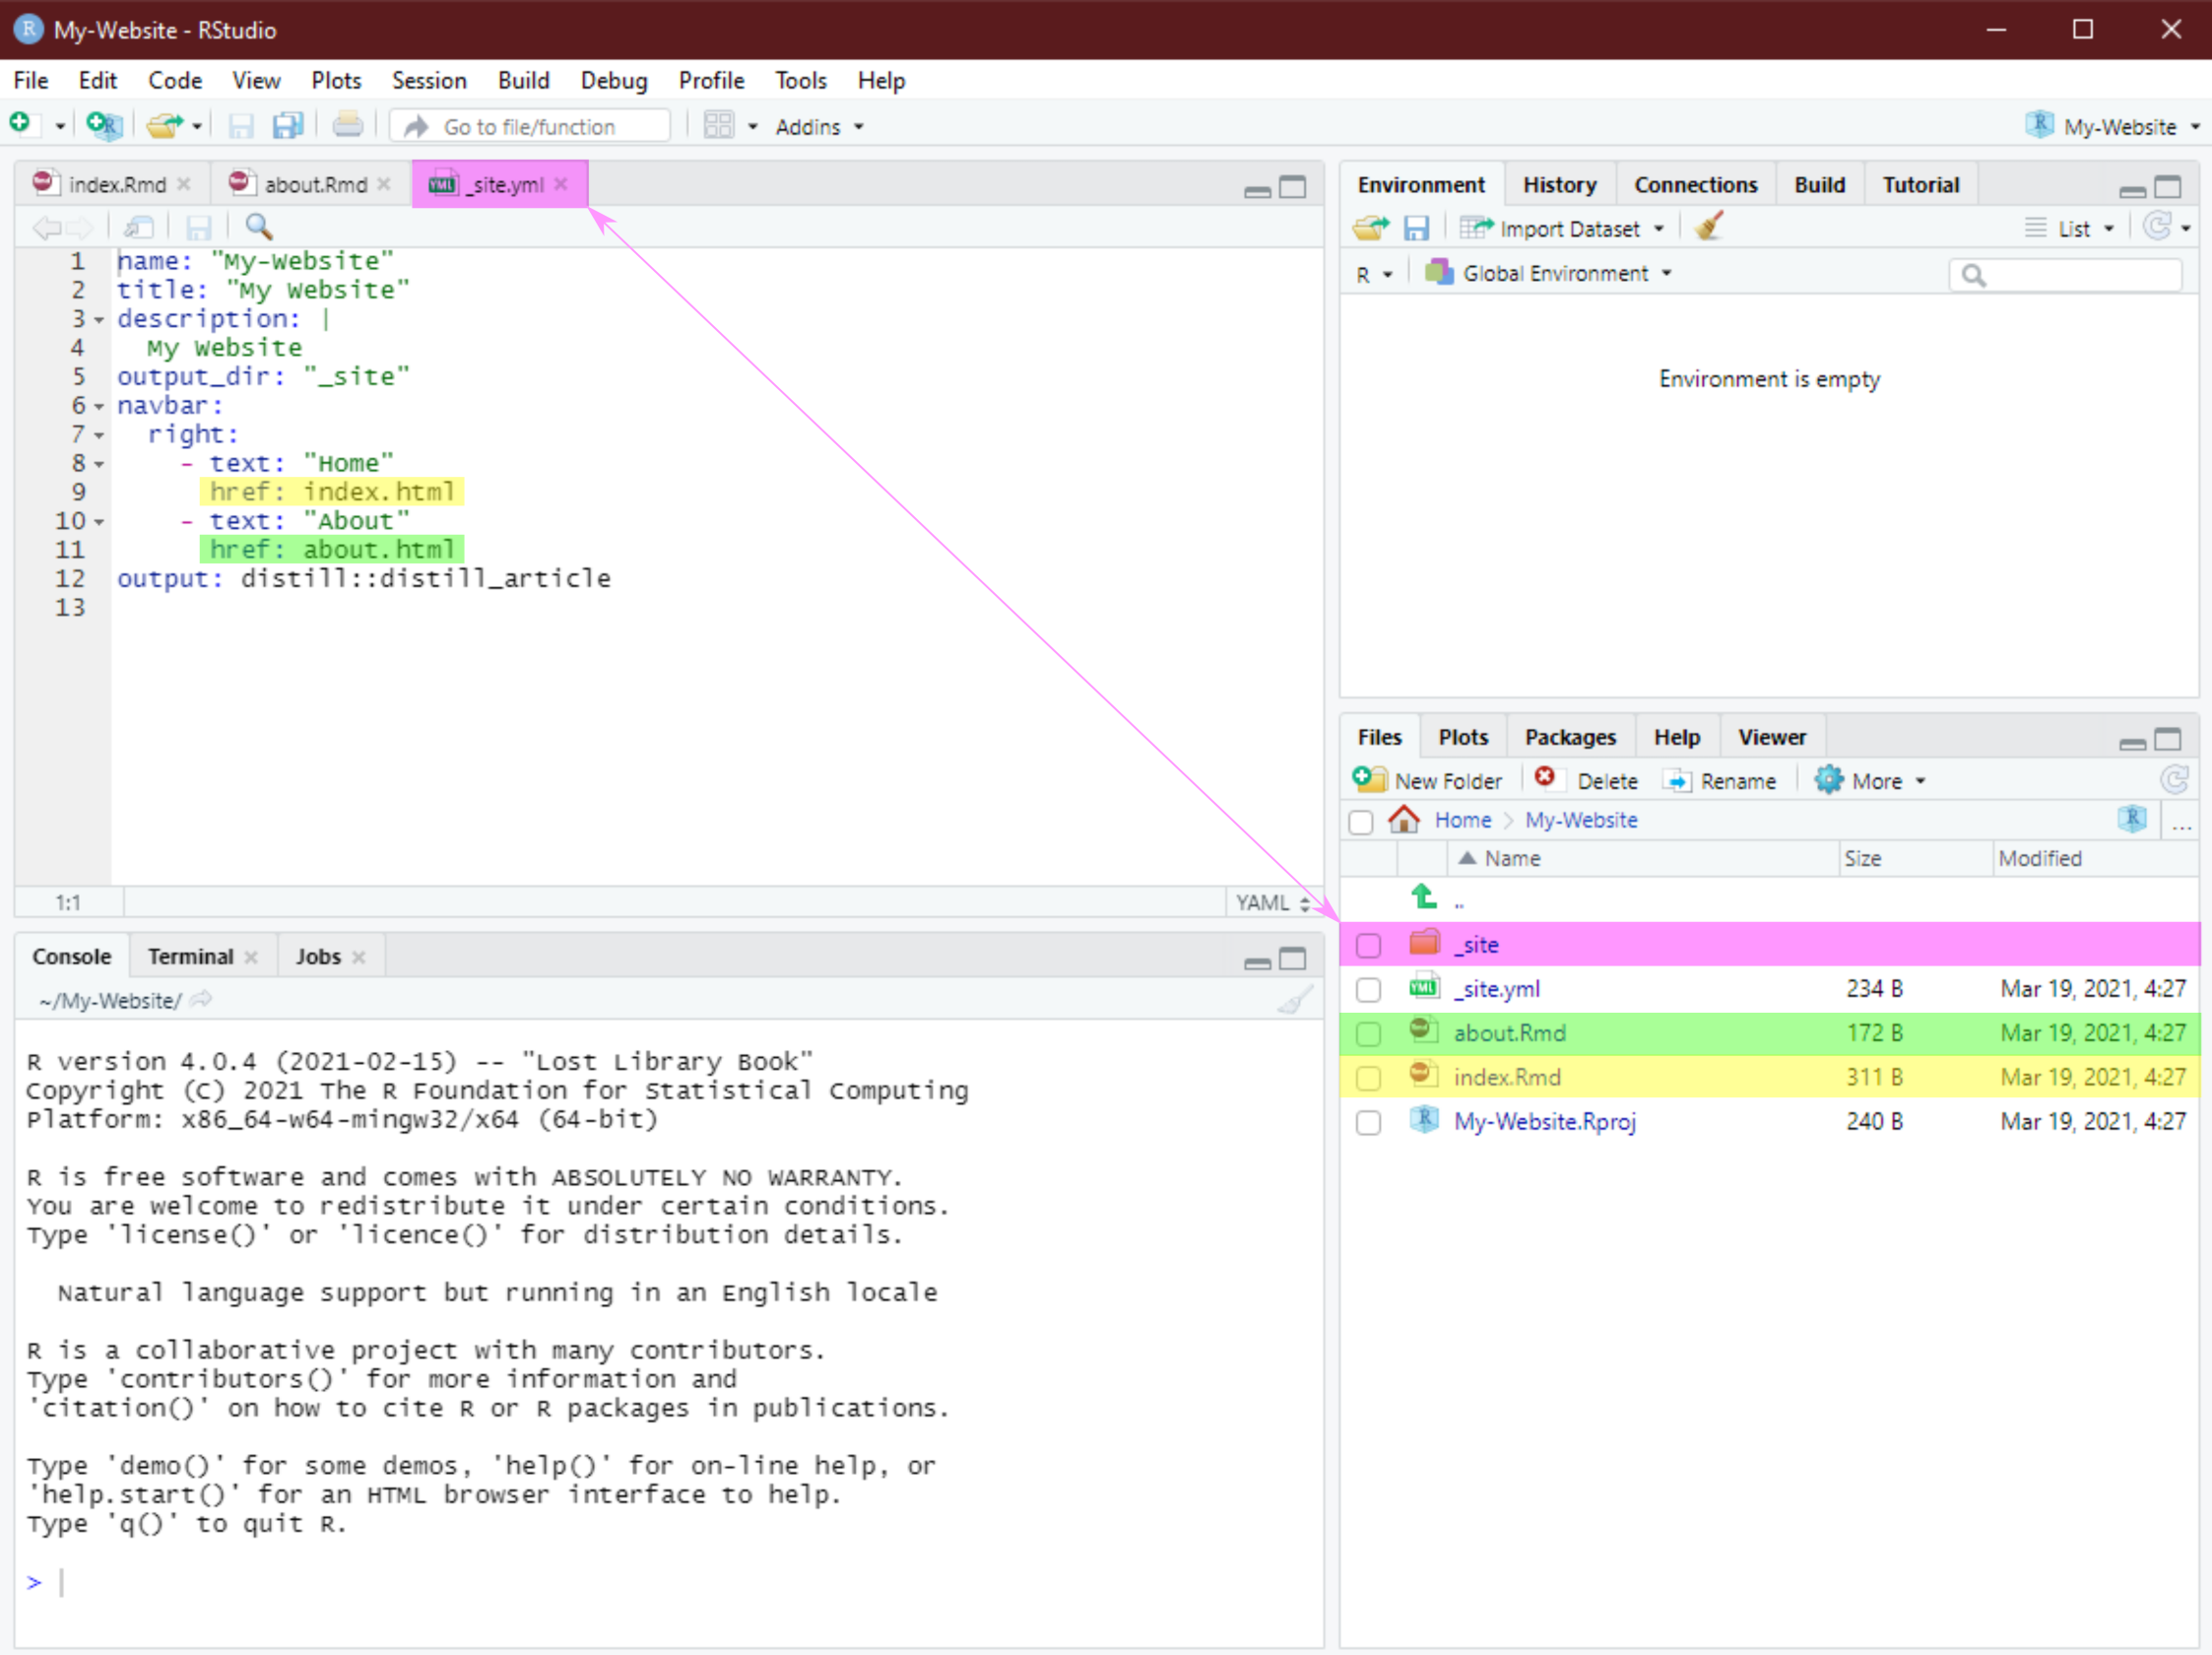 My-Website - RStudio
File Edit Code View Plots Session Build Debug Profile Tools Help
Go to file/function Addins My-Website
index.Rmd about.Rmd _site.yml
1 name: "My-Website"
2 title: "My Website"
3 description: |
4 My Website
5 output_dir: "_site"
6 navbar:
7 right:
8 - text: "Home"
9 href: index.html
10 - text: "About"
11 href: about.html
12 output: distill::distill_article
13
1:1 YAML
Console Terminal Jobs
~/My-Website/
R version 4.0.4 (2021-02-15) -- "Lost Library Book"
Copyright (C) 2021 The R Foundation for Statistical Computing
Platform: x86_64-w64-mingw32/x64 (64-bit)
R is free software and comes with ABSOLUTELY NO WARRANTY.
You are welcome to redistribute it under certain conditions.
Type 'license()' or 'licence()' for distribution details.
Natural language support but running in an English locale
R is a collaborative project with many contributors.
Type 'contributors()' for more information and
'citation()' on how to cite R or R packages in publications.
Type 'demo()' for some demos, 'help()' for on-line help, or
'help.start()' for an HTML browser interface to help.
Type 'q()' to quit R.
>
Environment History Connections Build Tutorial
Import Dataset List
R Global Environment
Environment is empty
Files Plots Packages Help Viewer
New Folder Delete Rename More
Home My-Website ...
Name Size Modified
..
_site
_site.yml 234 B Mar 19, 2021, 4:27
about.Rmd 172 B Mar 19, 2021, 4:27
index.Rmd 311 B Mar 19, 2021, 4:27
My-Website.Rproj 240 B Mar 19, 2021, 4:27